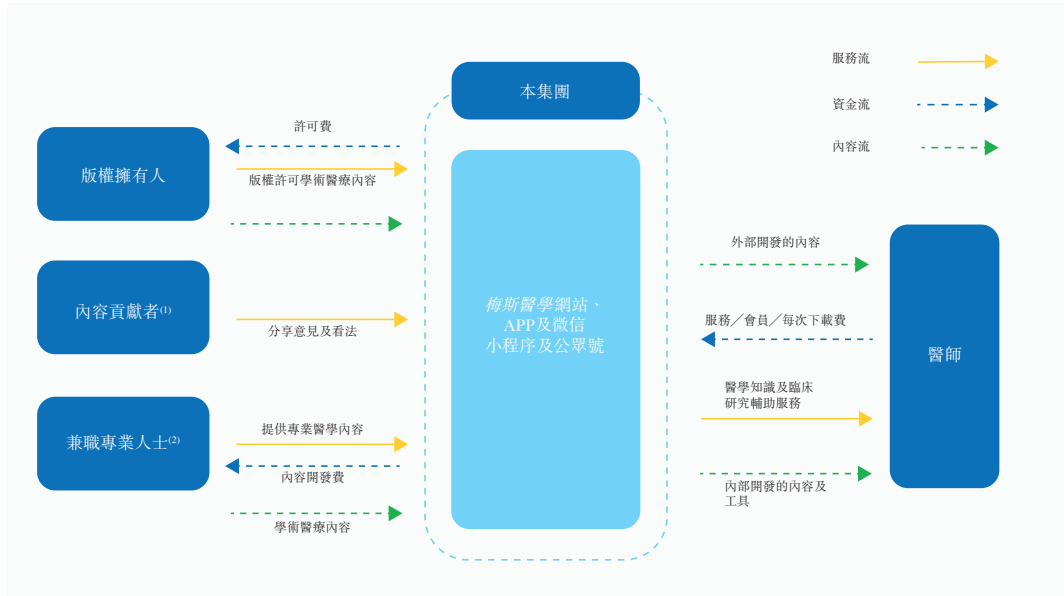 服務流
本集團
資金流
許可費
內容流
版權擁有人
版權許可學術醫療內容
外部開發的內容
內容貢獻者(1)
分享意見及看法
梅斯醫學網站、
APP及微信
小程序及公眾號
服務／會員／每次下載費
醫師
醫學知識及臨床
研究輔助服務
兼職專業人士(2)
提供專業醫學內容
內容開發費
學術醫療內容
內部開發的內容及
工具